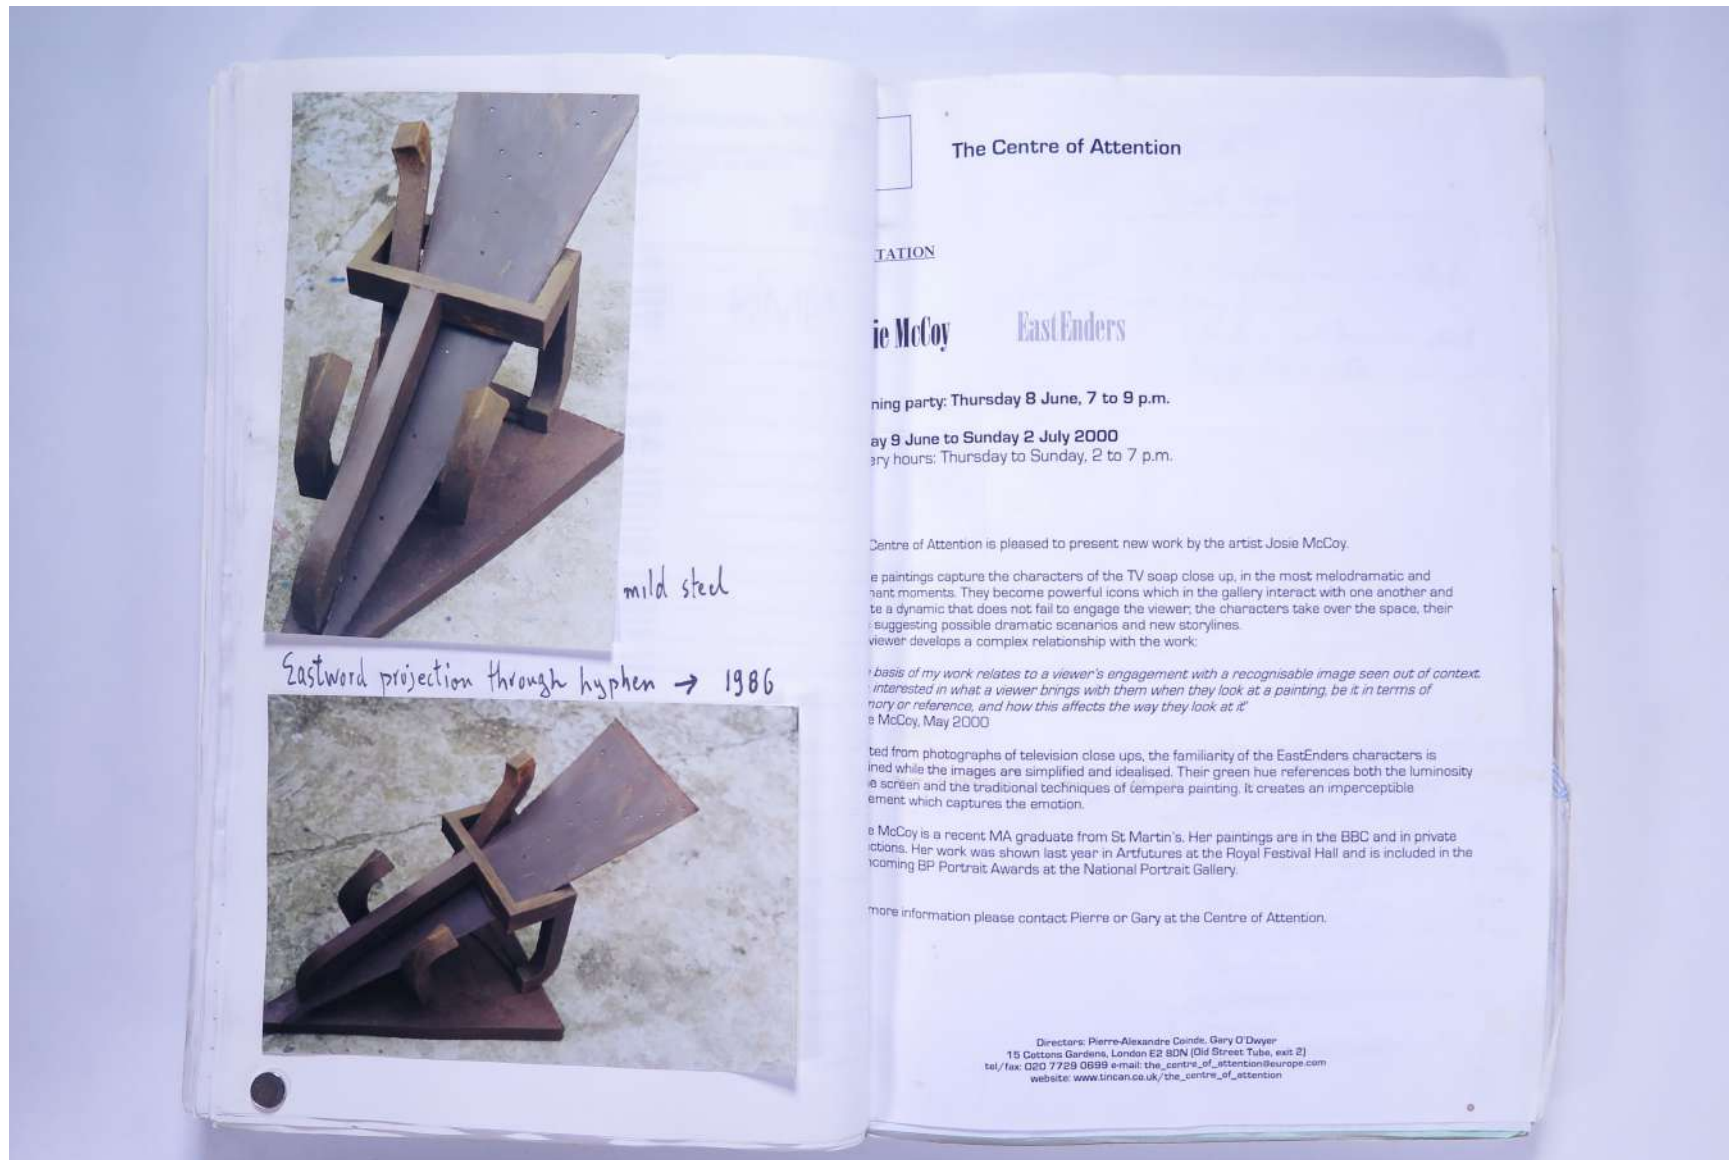 mild steel
Eastword projection through hyphen → 1986
The Centre of Attention
TATION
ie McCoy EastEnders
ning party: Thursday 8 June, 7 to 9 p.m.
ay 9 June to Sunday 2 July 2000
ery hours: Thursday to Sunday, 2 to 7 p.m.
Centre of Attention is pleased to present new work by the artist Josie McCoy.
e paintings capture the characters of the TV soap close up, in the most melodramatic and
nant moments. They become powerful icons which in the gallery interact with one another and
te a dynamic that does not fail to engage the viewer; the characters take over the space, their
suggesting possible dramatic scenarios and new storylines.
viewer develops a complex relationship with the work:
basis of my work relates to a viewer's engagement with a recognisable image seen out of context.
interested in what a viewer brings with them when they look at a painting, be it in terms of
nory or reference, and how this affects the way they look at it"
e McCoy, May 2000
ted from photographs of television close ups, the familiarity of the EastEnders characters is
ined while the images are simplified and idealised. Their green hue references both the luminosity
e screen and the traditional techniques of tempera painting. It creates an imperceptible
ement which captures the emotion.
e McCoy is a recent MA graduate from St Martin's. Her paintings are in the BBC and in private
ctions. Her work was shown last year in Artfutures at the Royal Festival Hall and is included in the
coming BP Portrait Awards at the National Portrait Gallery.
more information please contact Pierre or Gary at the Centre of Attention.
Directors: Pierre-Alexandre Coinde, Gary O'Dwyer
15 Cottons Gardens, London E2 8DN (Old Street Tube, exit 2)
tel/fax: 020 7729 0699 e-mail: the_centre_of_attention@europe.com
website: www.tincan.co.uk/the_centre_of_attention